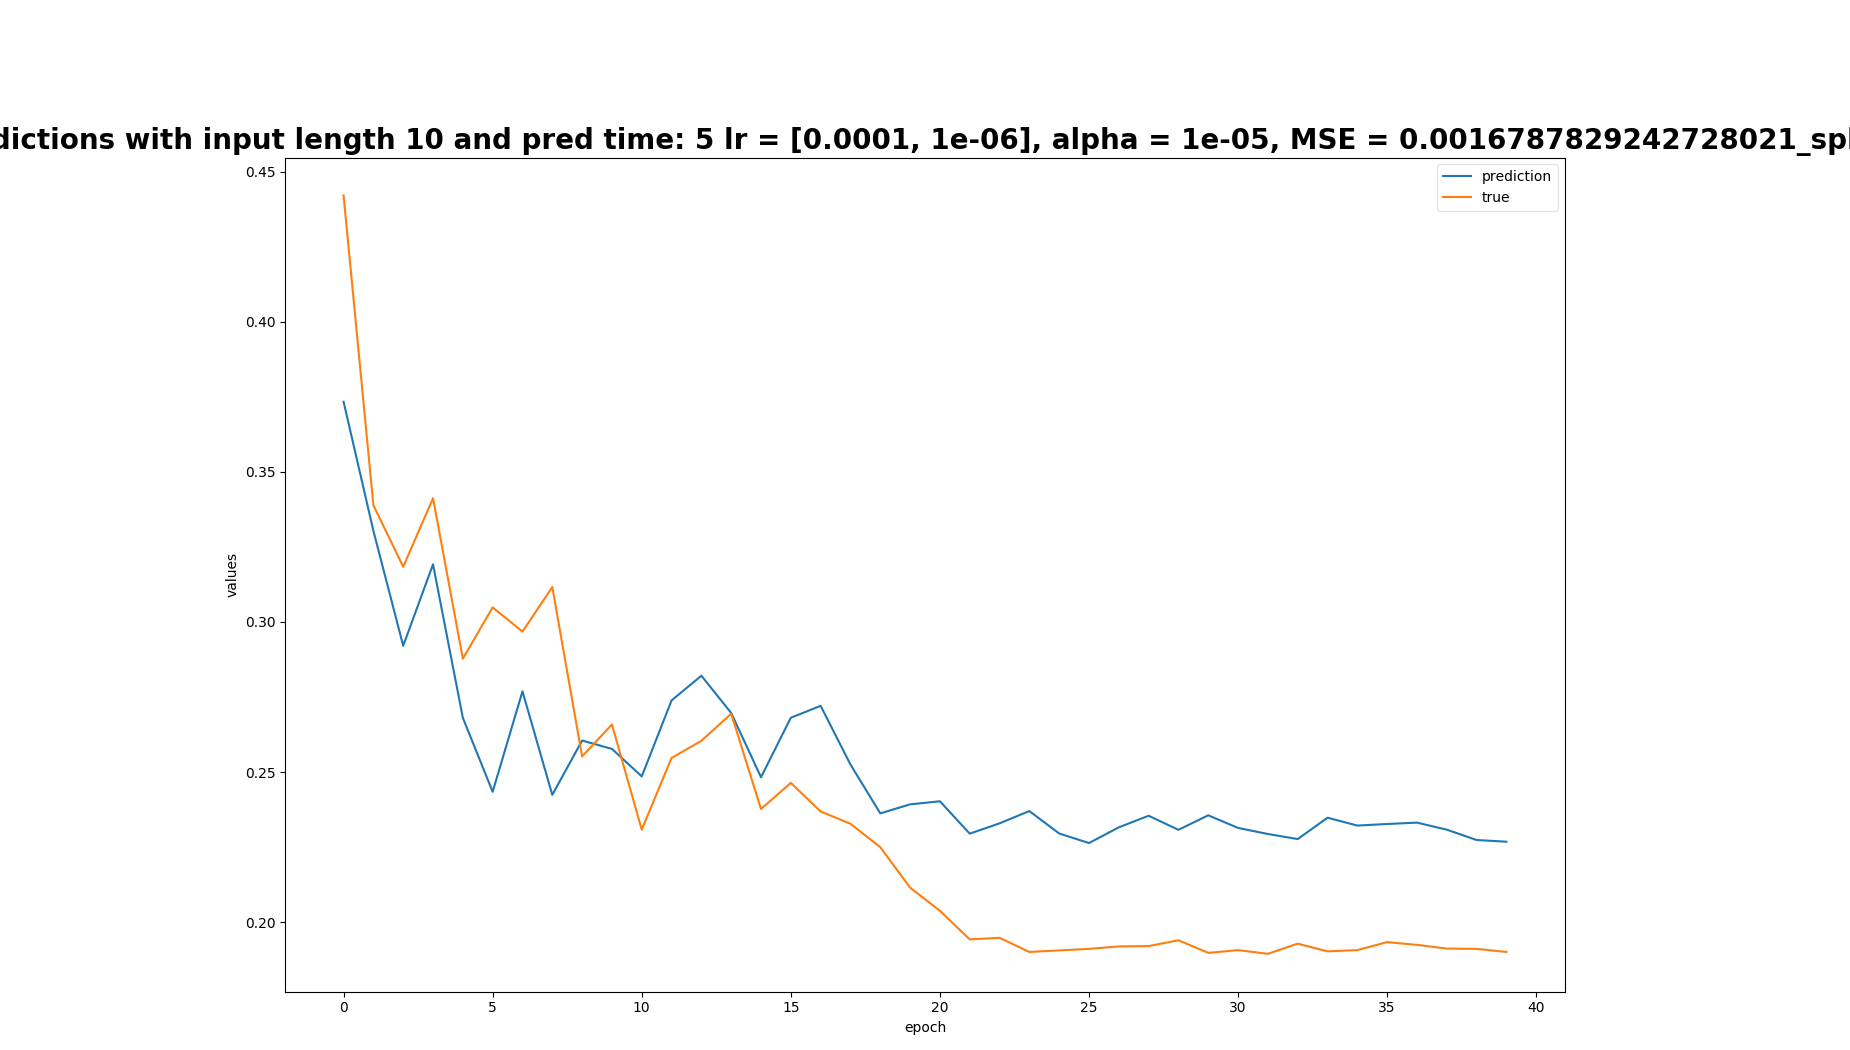 dictions with input length 10 and pred time: 5 lr = [0.0001, 1e-06], alpha = 1e-05, MSE = 0.0016787829242728021_spl
prediction
true
0.45
0.40
0.35
0.30
0.25
0.20
values
0 5 10 15 20 25 30 35 40
epoch